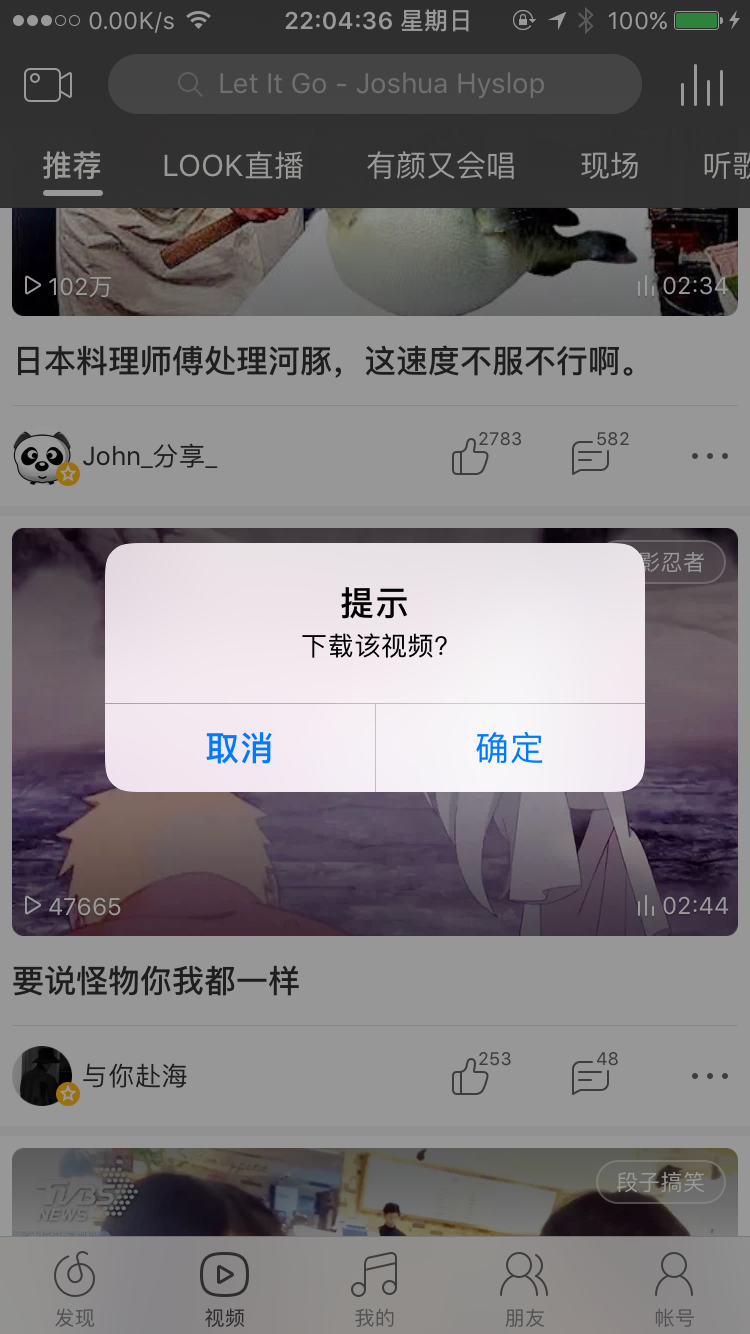 0.00K/s
22:04:36 星期日
100%
Let It Go - Joshua Hyslop
推荐
LOOK直播
有颜又会唱
现场
听歌
102万
02:34
日本料理师傅处理河豚，这速度不服不行啊。
John_分享_
2783
582
影忍者
提示
下载该视频?
取消
确定
47665
02:44
要说怪物你我都一样
与你赴海
253
48
TVBS
NEWS
段子搞笑
发现
视频
我的
朋友
帐号